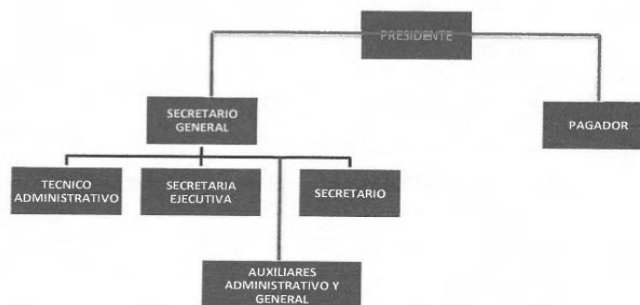 PRESIDENTE
SECRETARIO
GENERAL
PAGADOR
TECNICO
ADMINISTRATIVO
SECRETARIA
EJECUTIVA
SECRETARIO
AUXILIARES
ADMINISTRATIVO Y
GENERAL